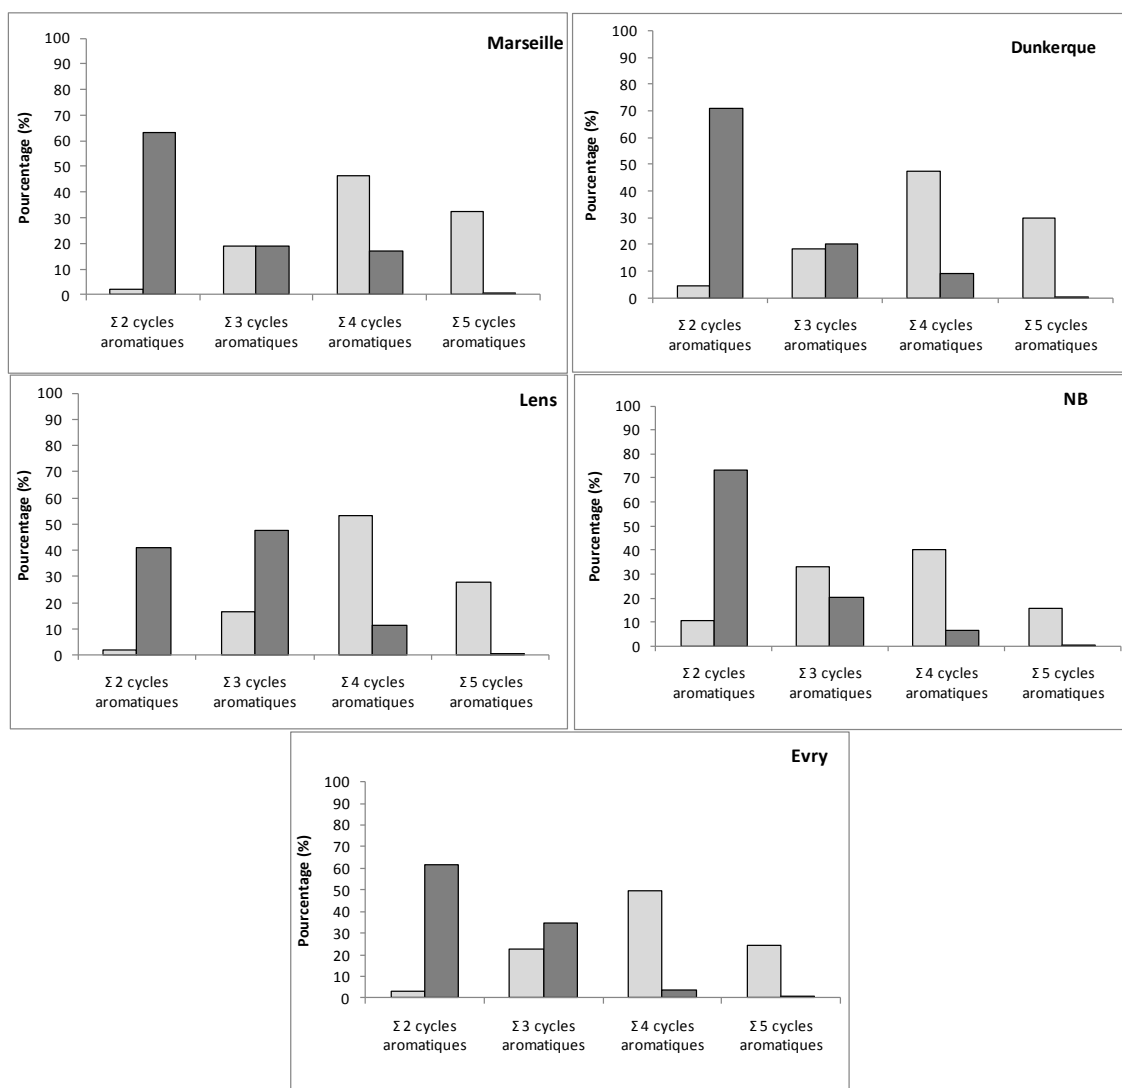 Marseille
Pourcentage (%)
100
90
80
70
60
50
40
30
20
10
0
Σ 2 cycles aromatiques
Σ 3 cycles aromatiques
Σ 4 cycles aromatiques
Σ 5 cycles aromatiques
Dunkerque
Pourcentage (%)
100
90
80
70
60
50
40
30
20
10
0
Σ 2 cycles aromatiques
Σ 3 cycles aromatiques
Σ 4 cycles aromatiques
Σ 5 cycles aromatiques
Lens
Pourcentage (%)
100
90
80
70
60
50
40
30
20
10
0
Σ 2 cycles aromatiques
Σ 3 cycles aromatiques
Σ 4 cycles aromatiques
Σ 5 cycles aromatiques
NB
Pourcentage (%)
100
90
80
70
60
50
40
30
20
10
0
Σ 2 cycles aromatiques
Σ 3 cycles aromatiques
Σ 4 cycles aromatiques
Σ 5 cycles aromatiques
Evry
Pourcentage (%)
100
90
80
70
60
50
40
30
20
10
0
Σ 2 cycles aromatiques
Σ 3 cycles aromatiques
Σ 4 cycles aromatiques
Σ 5 cycles aromatiques